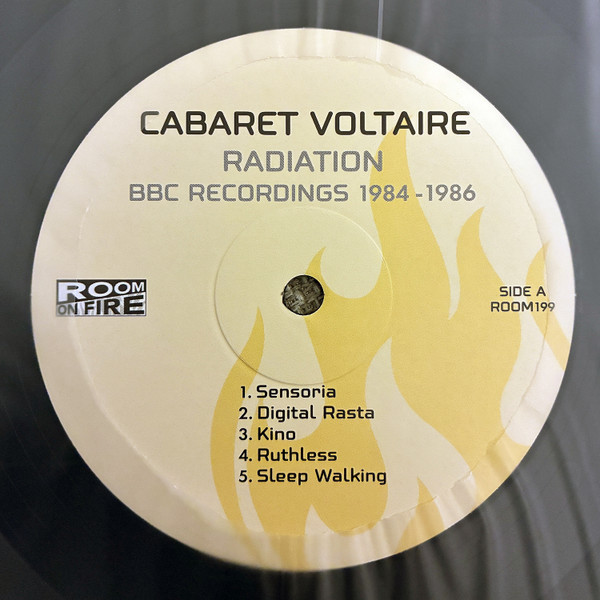 CABARET VOLTAIRE
RADIATION
BBC RECORDINGS 1984-1986
ROOM
ON FIRE
SIDE A
ROOM199
1. Sensoria
2. Digital Rasta
3. Kino
4. Ruthless
5. Sleep Walking